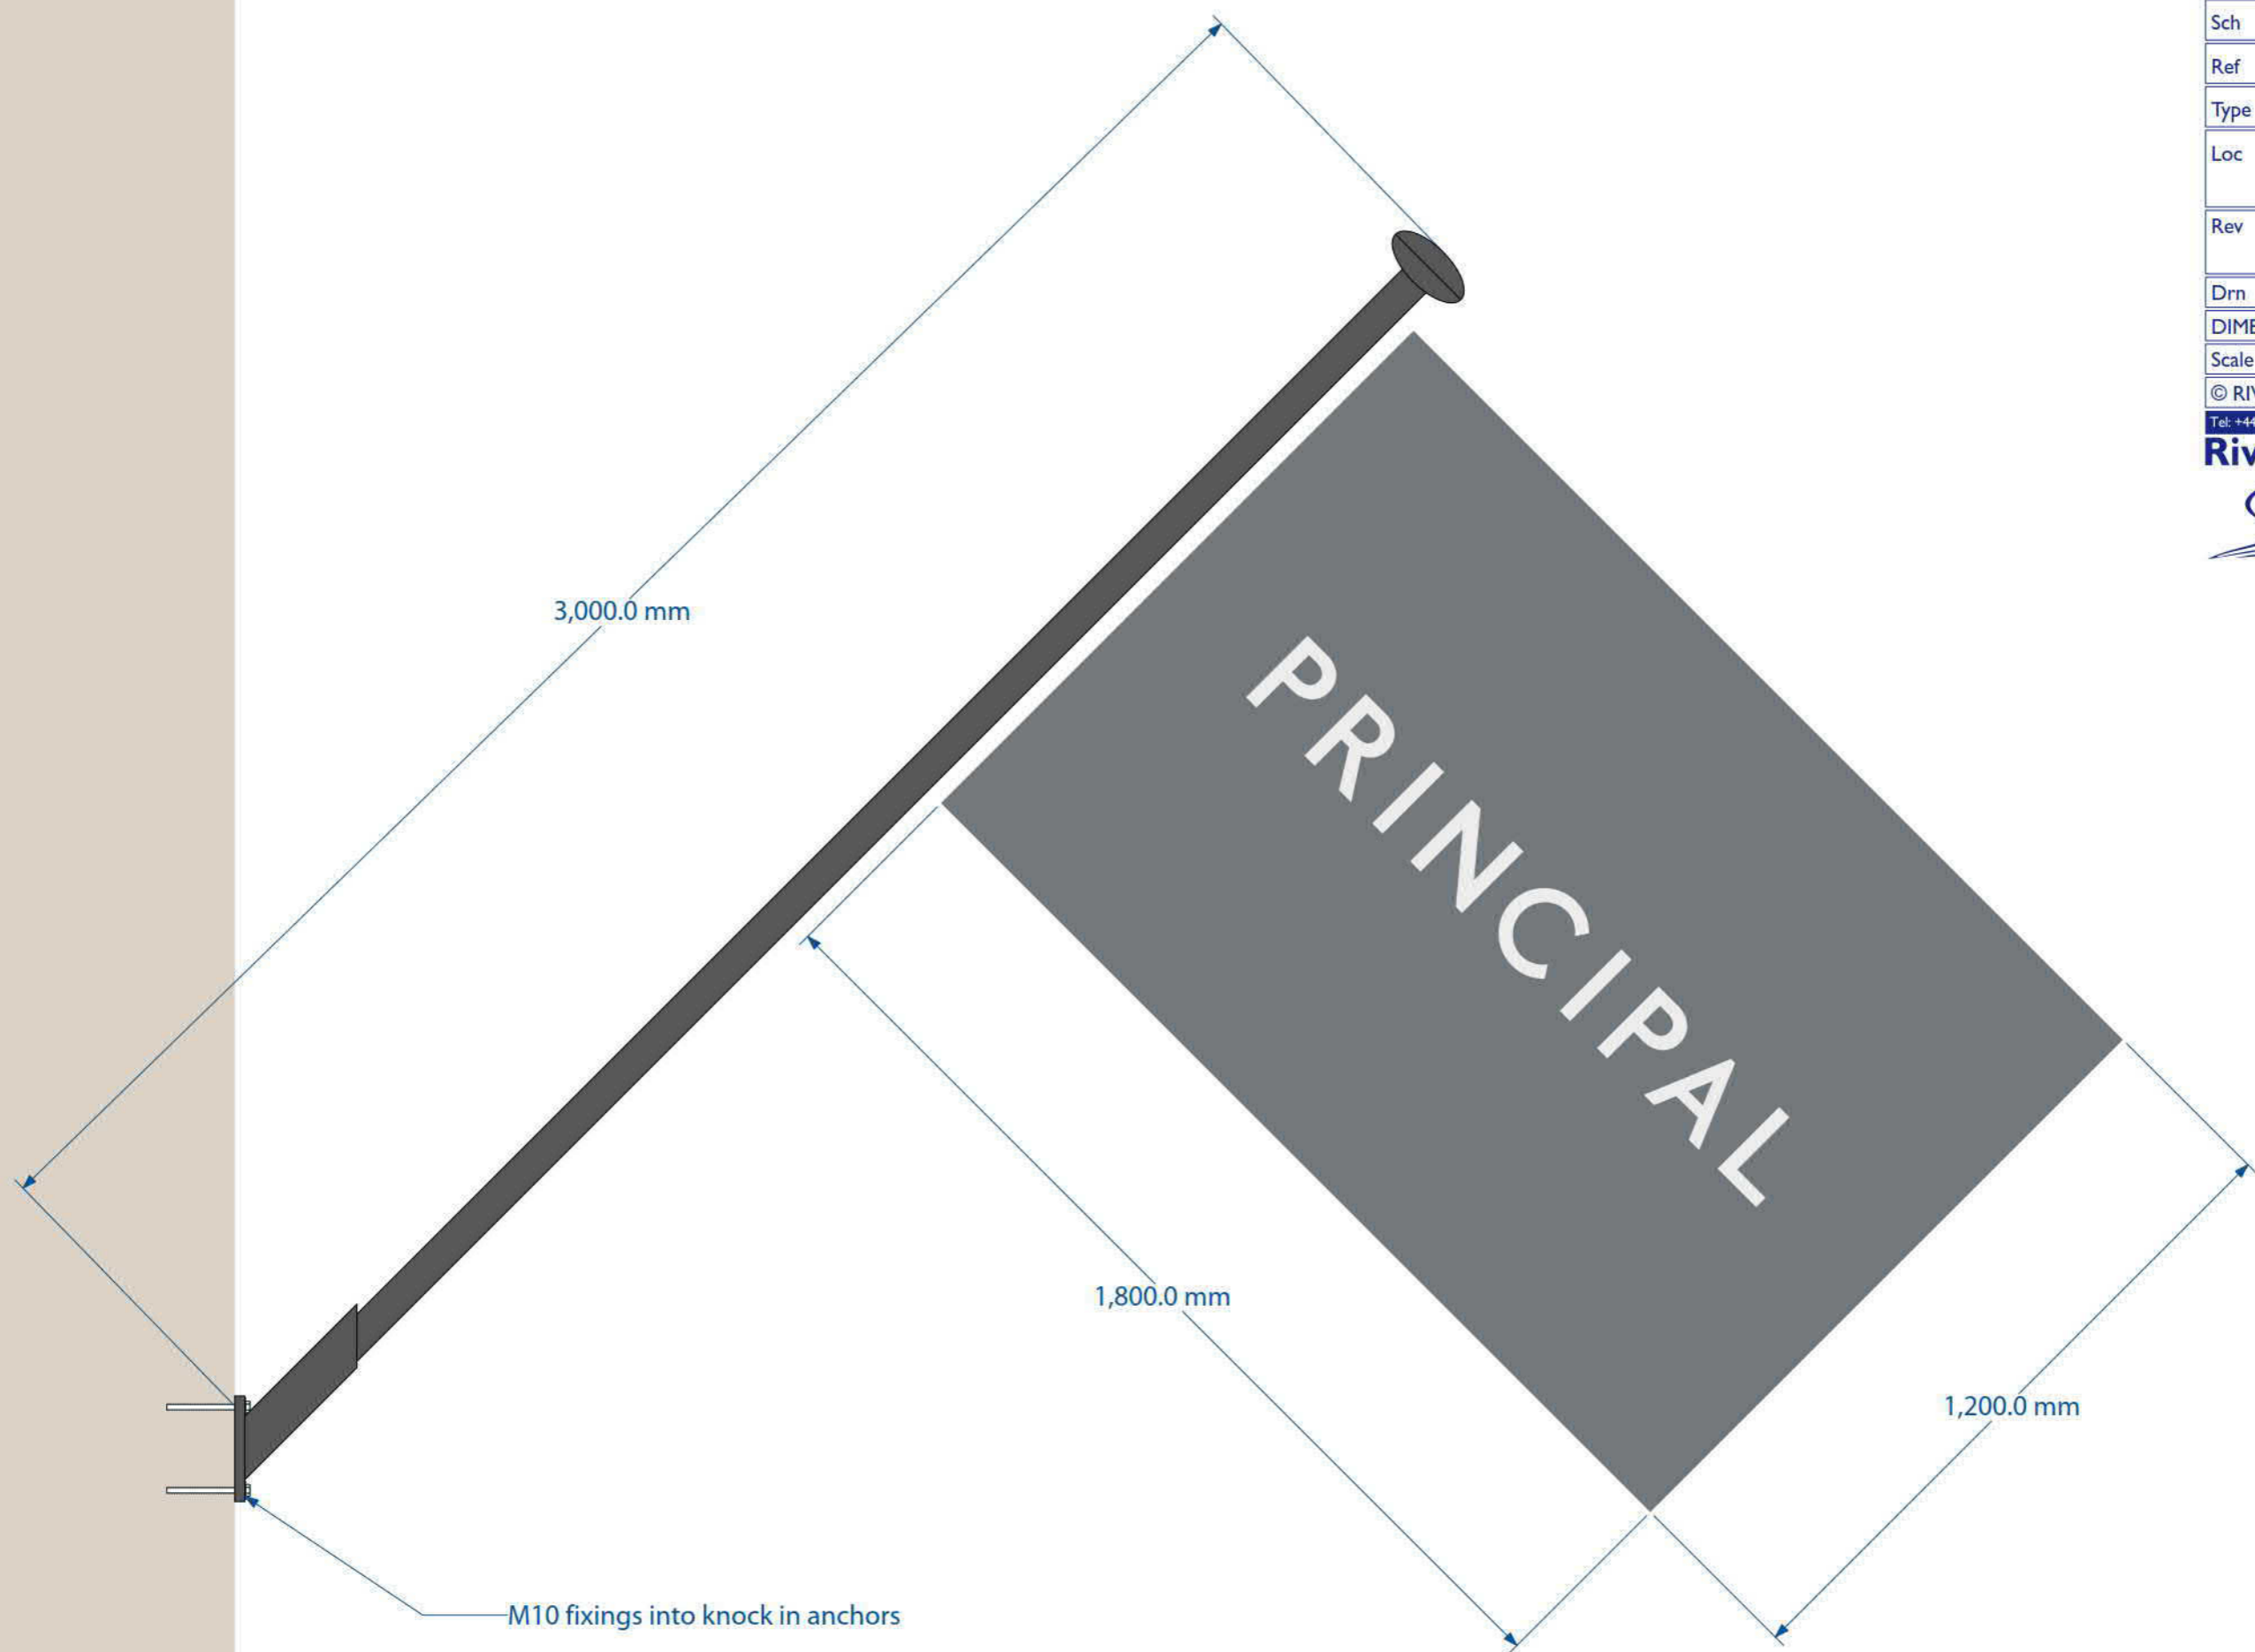 Sch
Ref
Type
Loc
Rev
Drn
Scale
3,000.0 mm
PRINCIPAL
1,800.0 mm
1,200.0 mm
M10 fixings into knock in anchors